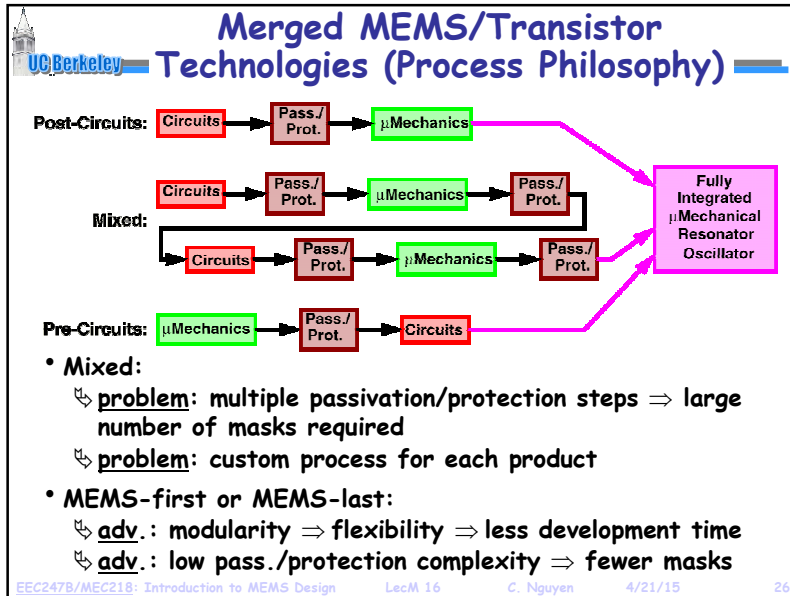 Merged MEMS/Transistor
UC Berkeley
Technologies (Process Philosophy)
Post-Circuits: Circuits Pass./ Prot. μMechanics
Circuits Pass./ Prot. μMechanics Pass./ Prot.
Mixed:
Circuits Pass./ Prot. μMechanics Pass./ Prot.
Fully
Integrated
μMechanical
Resonator
Oscillator
Pre-Circuits: μMechanics Pass./ Prot. Circuits
• Mixed:
↳ problem: multiple passivation/protection steps ⇒ large
number of masks required
↳ problem: custom process for each product
• MEMS-first or MEMS-last:
↳ adv.: modularity ⇒ flexibility ⇒ less development time
↳ adv.: low pass./protection complexity ⇒ fewer masks
EEC247B/MEC218: Introduction to MEMS Design LecM 16 C. Nguyen 4/21/15 26